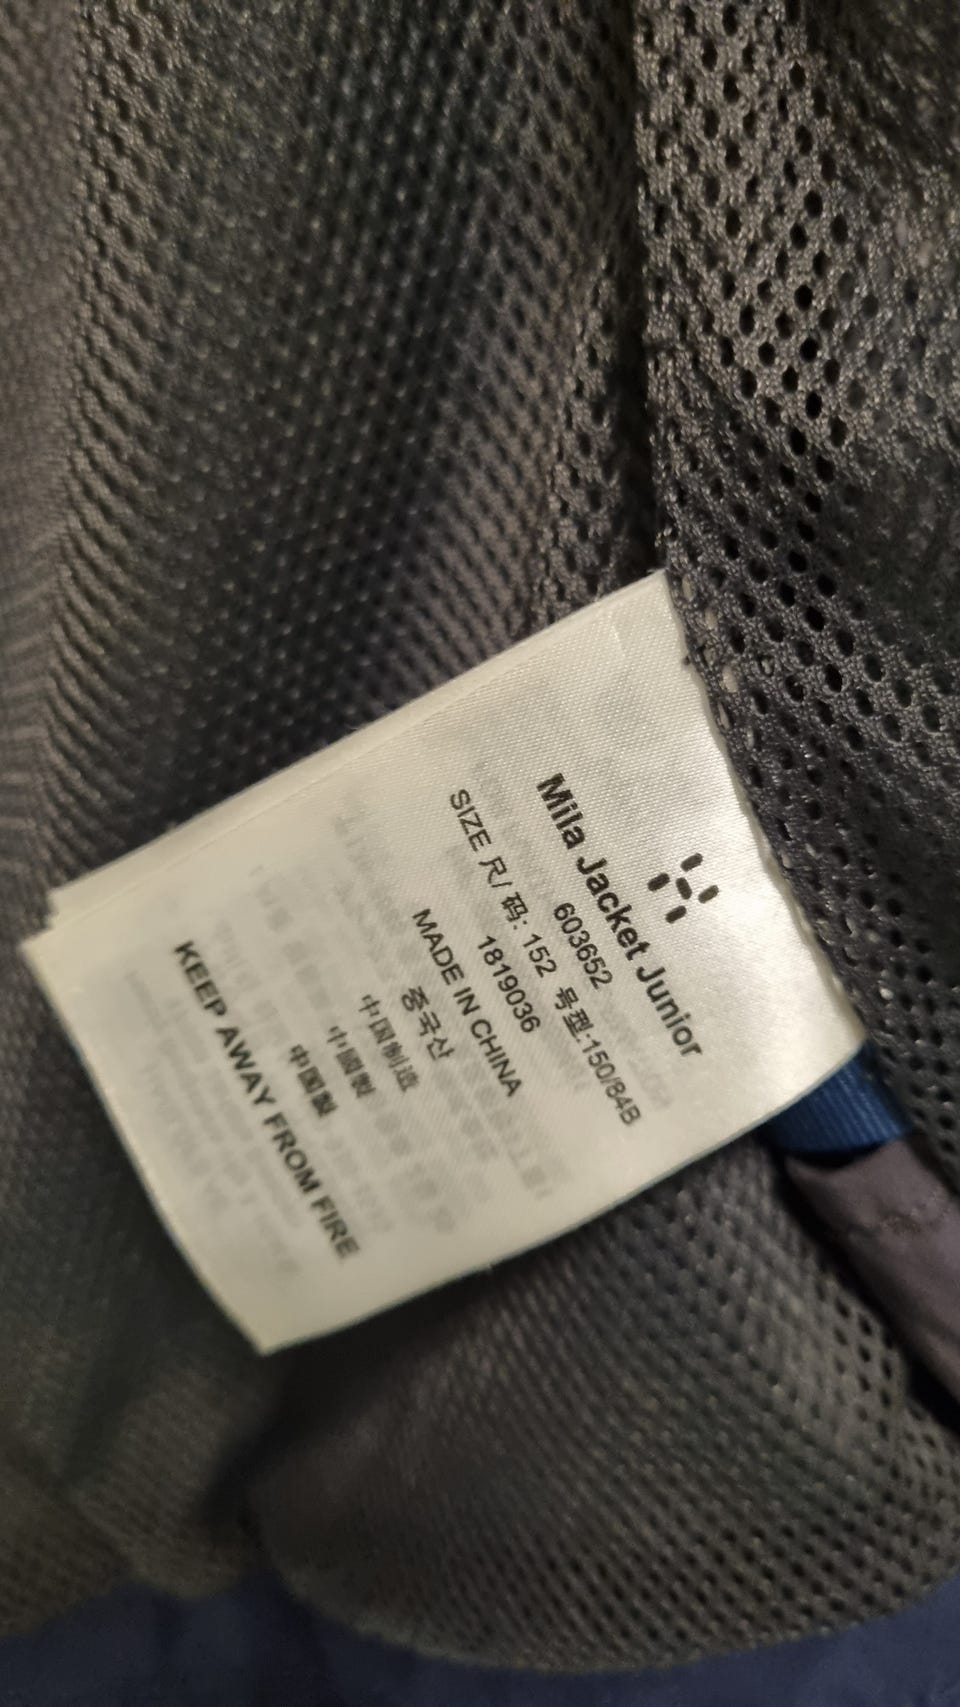 Mila Jacket Junior
603652
SIZE 尺/ 码: 152 号型:150/84B
1819036
MADE IN CHINA
중국산
中国制造
中國製
中国製
KEEP AWAY FROM FIRE